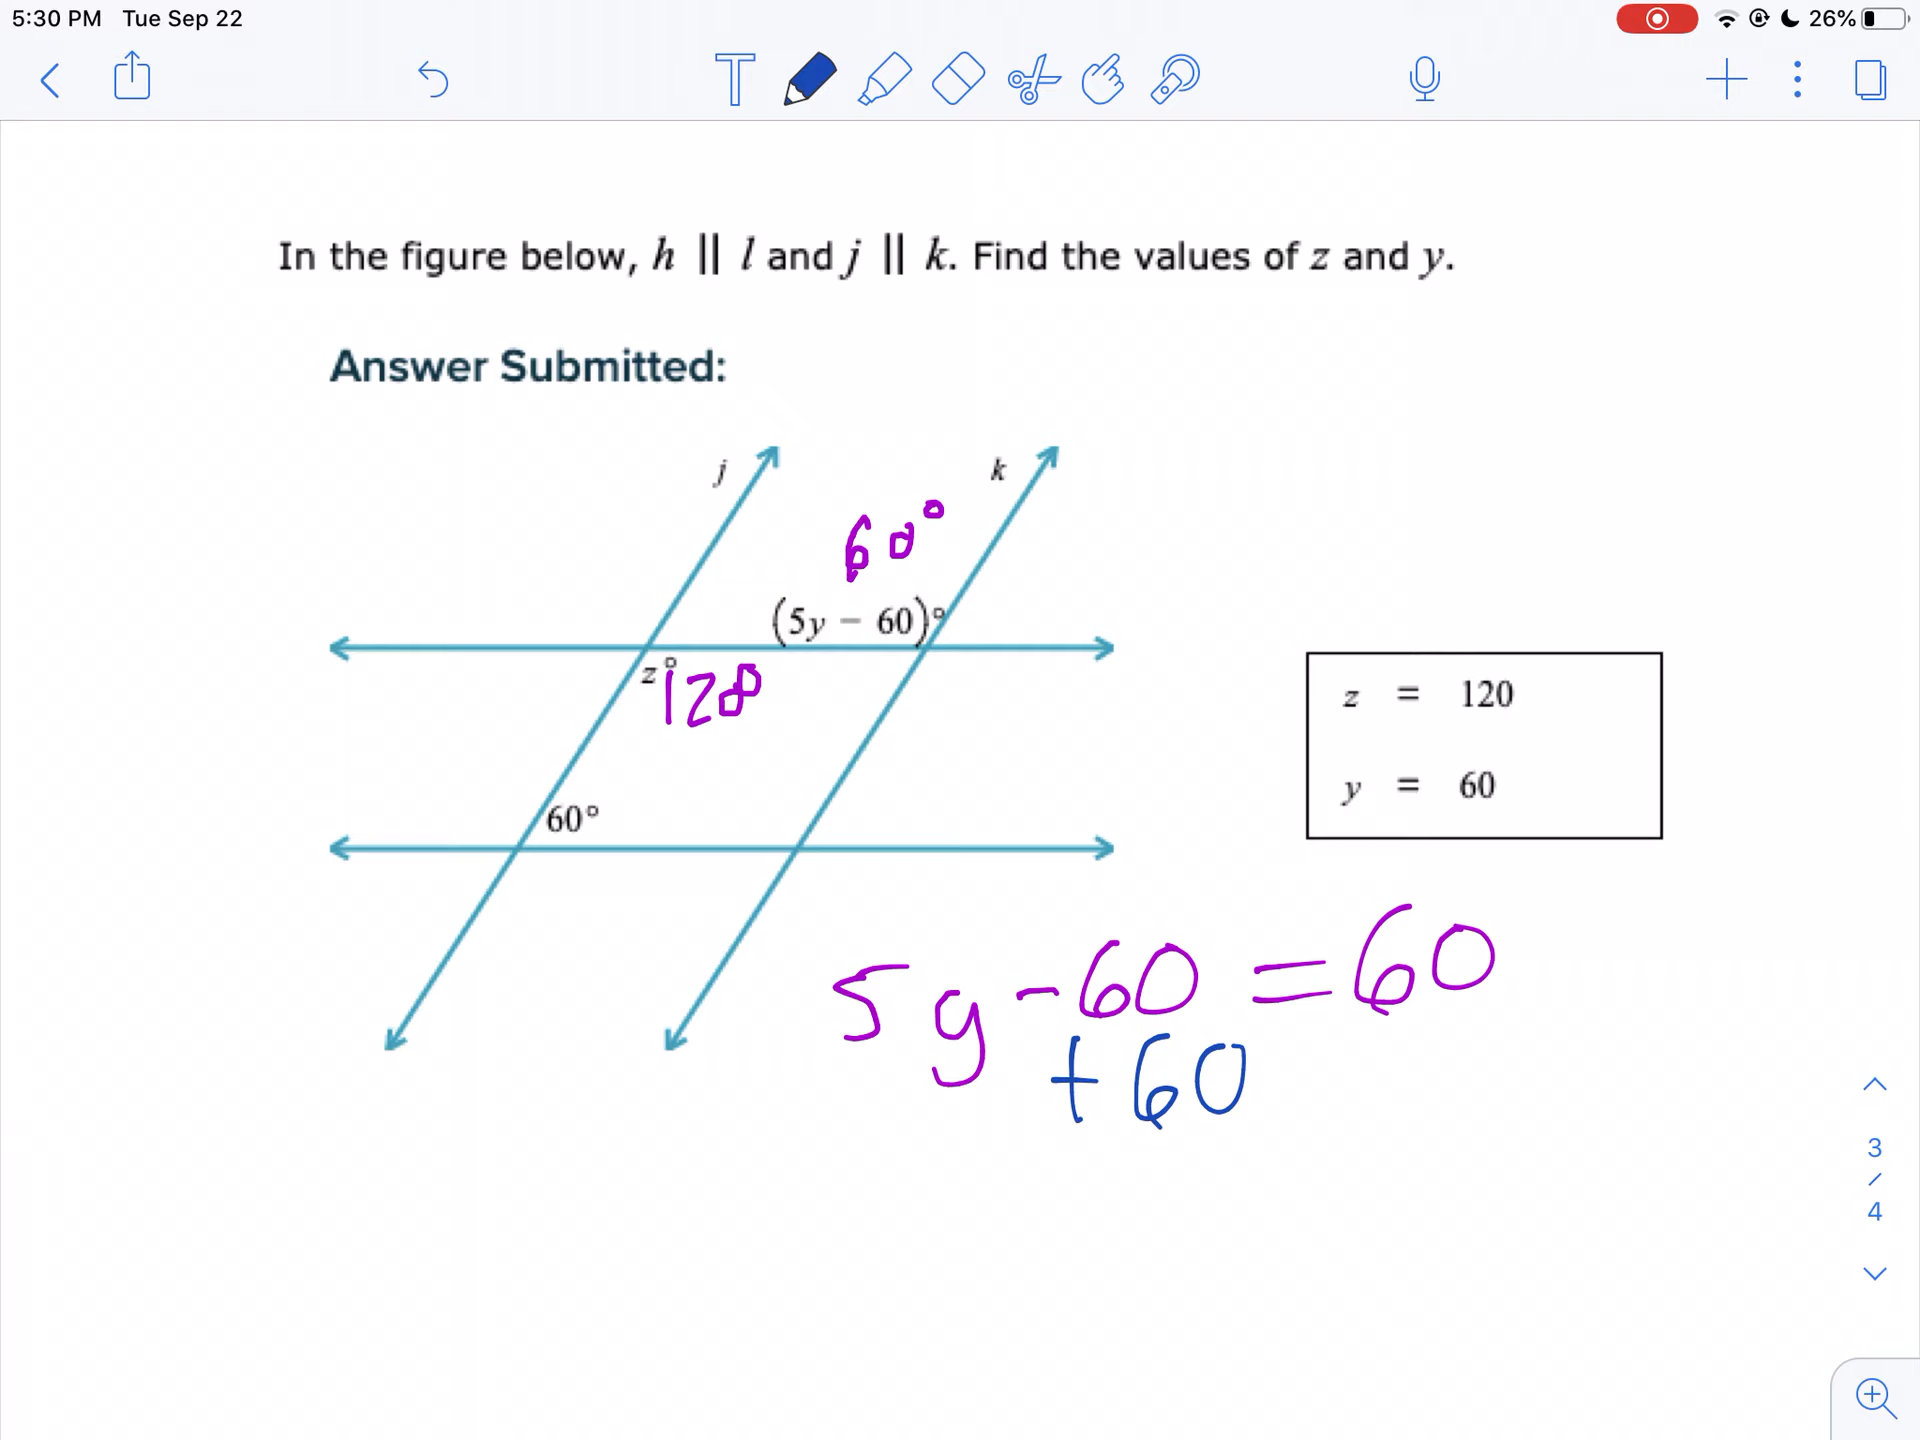 5:30 PM Tue Sep 22
26%
In the figure below, h || l and j || k. Find the values of z and y.
Answer Submitted:
j
k
60°
(5y − 60)°
z° 120°
z = 120
y = 60
60°
5y - 60 = 60
+ 60
3
/
4